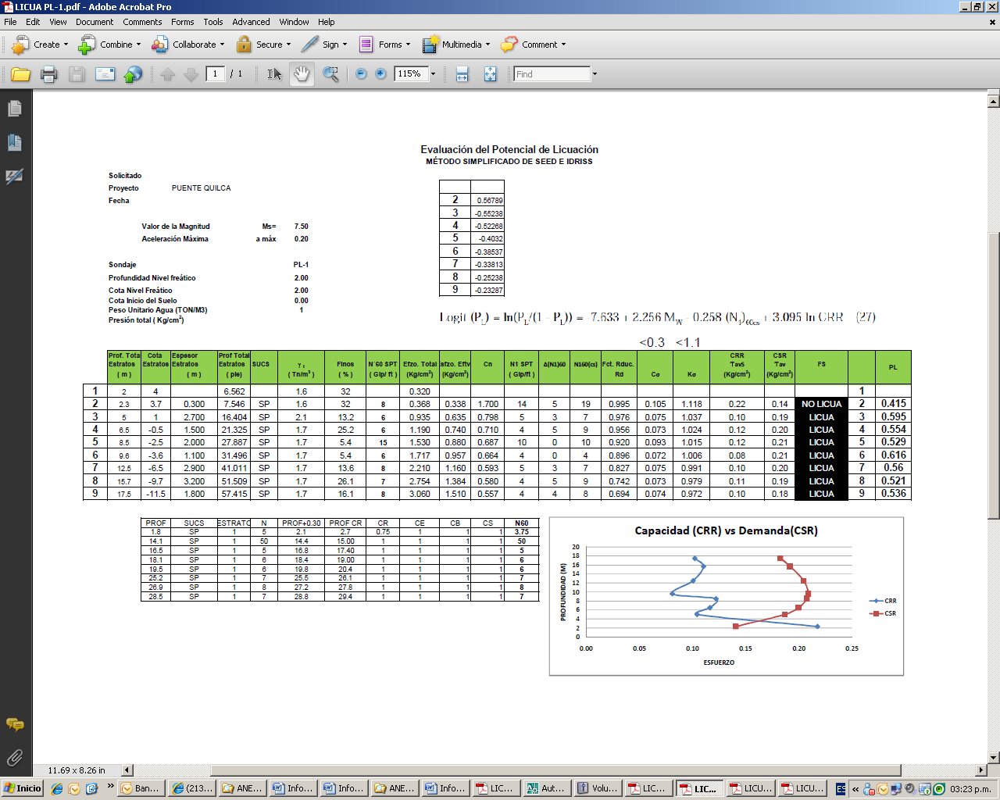 LICUA PL-1.pdf - Adobe Acrobat Pro
File Edit View Document Comments Forms Tools Advanced Window Help
Create Combine Collaborate Secure Sign Forms Multimedia Comment
1 / 1 115% Find
Evaluación del Potencial de Licuación
MÉTODO SIMPLIFICADO DE SEED E IDRISS
Solicitado
Proyecto PUENTE QUILCA
Fecha
Valor de la Magnitud Ms= 7.50
Aceleración Máxima a máx 0.20
Sondaje PL-1
Profundidad Nivel freático 2.00
Cota Nivel Freático 2.00
Cota Inicio del Suelo 0.00
Peso Unitario Agua (TON/M3) 1
Presión total ( Kg/cm²)
2 0.56789
3 -0.55238
4 -0.52268
5 -0.4032
6 -0.38537
7 -0.33813
8 -0.25238
9 -0.23287
Logit (P_L) = ln(P_L/(1 - P_L)) = -7.633 + 2.256 M_W - 0.258 (N_1)_60cs + 3.095 ln CRR (27)
<0.3 <1.1
Prof. Tota Cota Espesor Prof Total CRR CSR
Estratos Estratos Estratos Estratos SUCS γ t Finos N´60 SPT Efzo. Total Esfzo. Eftv Cn N1 SPT Δ(N1)60 N160(cs) Fct. Rduc. Cσ Kσ Tav5 Tav FS PL
( m ) ( m ) ( pie) ( Tn/m³ ) ( % ) ( Glp/ ft ) (Kg/cm²) (Kg/cm²) ( Glp/ft ) Rd (Kg/cm²) (Kg/cm²)
1 2 4 6.562 1.6 32 0.320 1
2 2.3 3.7 0.300 7.546 SP 1.6 32 8 0.368 0.338 1.700 14 5 19 0.995 0.105 1.118 0.22 0.14 NO LICUA 2 0.415
3 5 1 2.700 16.404 SP 2.1 13.2 6 0.935 0.635 0.798 5 3 7 0.976 0.075 1.037 0.10 0.19 LICUA 3 0.595
4 6.5 -0.5 1.500 21.325 SP 1.7 25.2 6 1.190 0.740 0.710 4 5 9 0.956 0.073 1.024 0.12 0.20 LICUA 4 0.554
5 8.5 -2.5 2.000 27.887 SP 1.7 5.4 15 1.530 0.880 0.687 10 0 10 0.920 0.093 1.015 0.12 0.21 LICUA 5 0.529
6 9.6 -3.6 1.100 31.496 SP 1.7 5.4 6 1.717 0.957 0.664 4 0 4 0.896 0.072 1.006 0.08 0.21 LICUA 6 0.616
7 12.5 -6.5 2.900 41.011 SP 1.7 13.6 8 2.210 1.160 0.593 5 3 7 0.827 0.075 0.991 0.10 0.20 LICUA 7 0.56
8 15.7 -9.7 3.200 51.509 SP 1.7 26.1 7 2.754 1.384 0.580 4 5 9 0.742 0.073 0.979 0.11 0.19 LICUA 8 0.521
9 17.5 -11.5 1.800 57.415 SP 1.7 16.1 8 3.060 1.510 0.557 4 4 8 0.694 0.074 0.972 0.10 0.18 LICUA 9 0.536
PROF SUCS ESTRATO N PROF+0.30 PROF CR CR CE CB CS N60
1.8 SP 1 5 2.1 2.7 0.75 1 1 1 3.75
14.1 SP 1 50 14.4 15.00 1 1 1 1 50
16.5 SP 1 5 16.8 17.40 1 1 1 1 5
18.1 SP 1 6 18.4 19.00 1 1 1 1 6
19.5 SP 1 6 19.8 20.4 1 1 1 1 6
25.2 SP 1 7 25.5 26.1 1 1 1 1 7
26.9 SP 1 8 27.2 27.8 1 1 1 1 8
28.5 SP 1 7 28.8 29.4 1 1 1 1 7
Capacidad (CRR) vs Demanda(CSR)
PROFUNDIDAD (M)
20
18
16
14
12
10
8
6
4
2
0
0.00 0.05 0.10 0.15 0.20 0.25
ESFUERZO
CRR
CSR
11.69 x 8.26 in
Inicio » Ban... (213... ANE... Info... Info... ANE... Info... LIC... Aut... Volu... LIC... LIC... LICU... LICU... ES « 03:23 p.m.